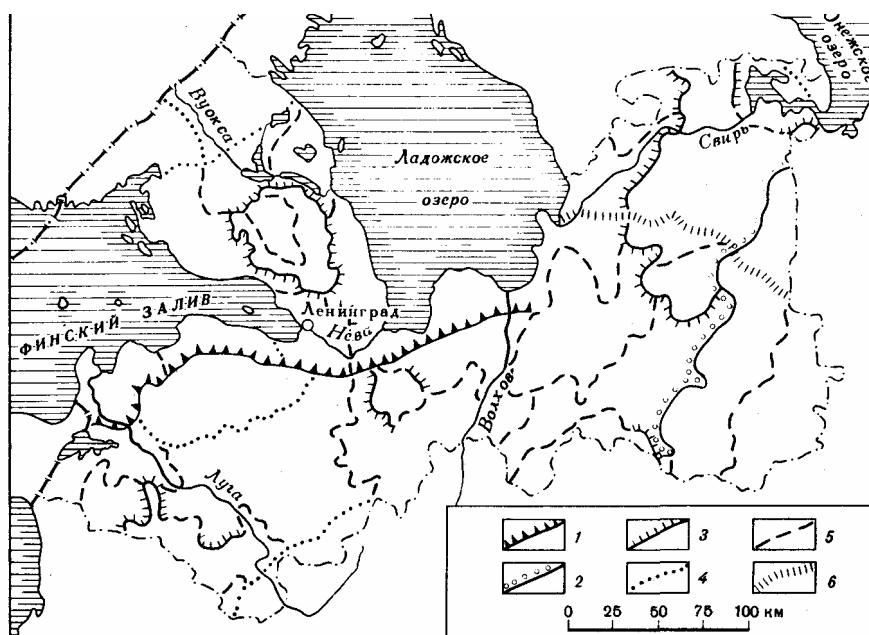 Онежское
озеро
Вуокса
Свирь
Ладожское
озеро
ФИНСКИЙ ЗАЛИВ
Ленинград
Нева
Волхов
Луга
1 3 5
2 4 6
0 25 50 75 100 км